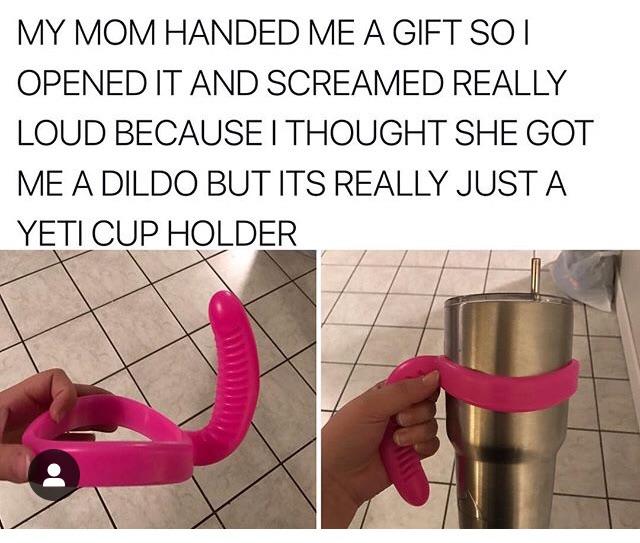 MY MOM HANDED ME A GIFT SO I
OPENED IT AND SCREAMED REALLY
LOUD BECAUSE I THOUGHT SHE GOT
ME A DILDO BUT ITS REALLY JUST A
YETI CUP HOLDER